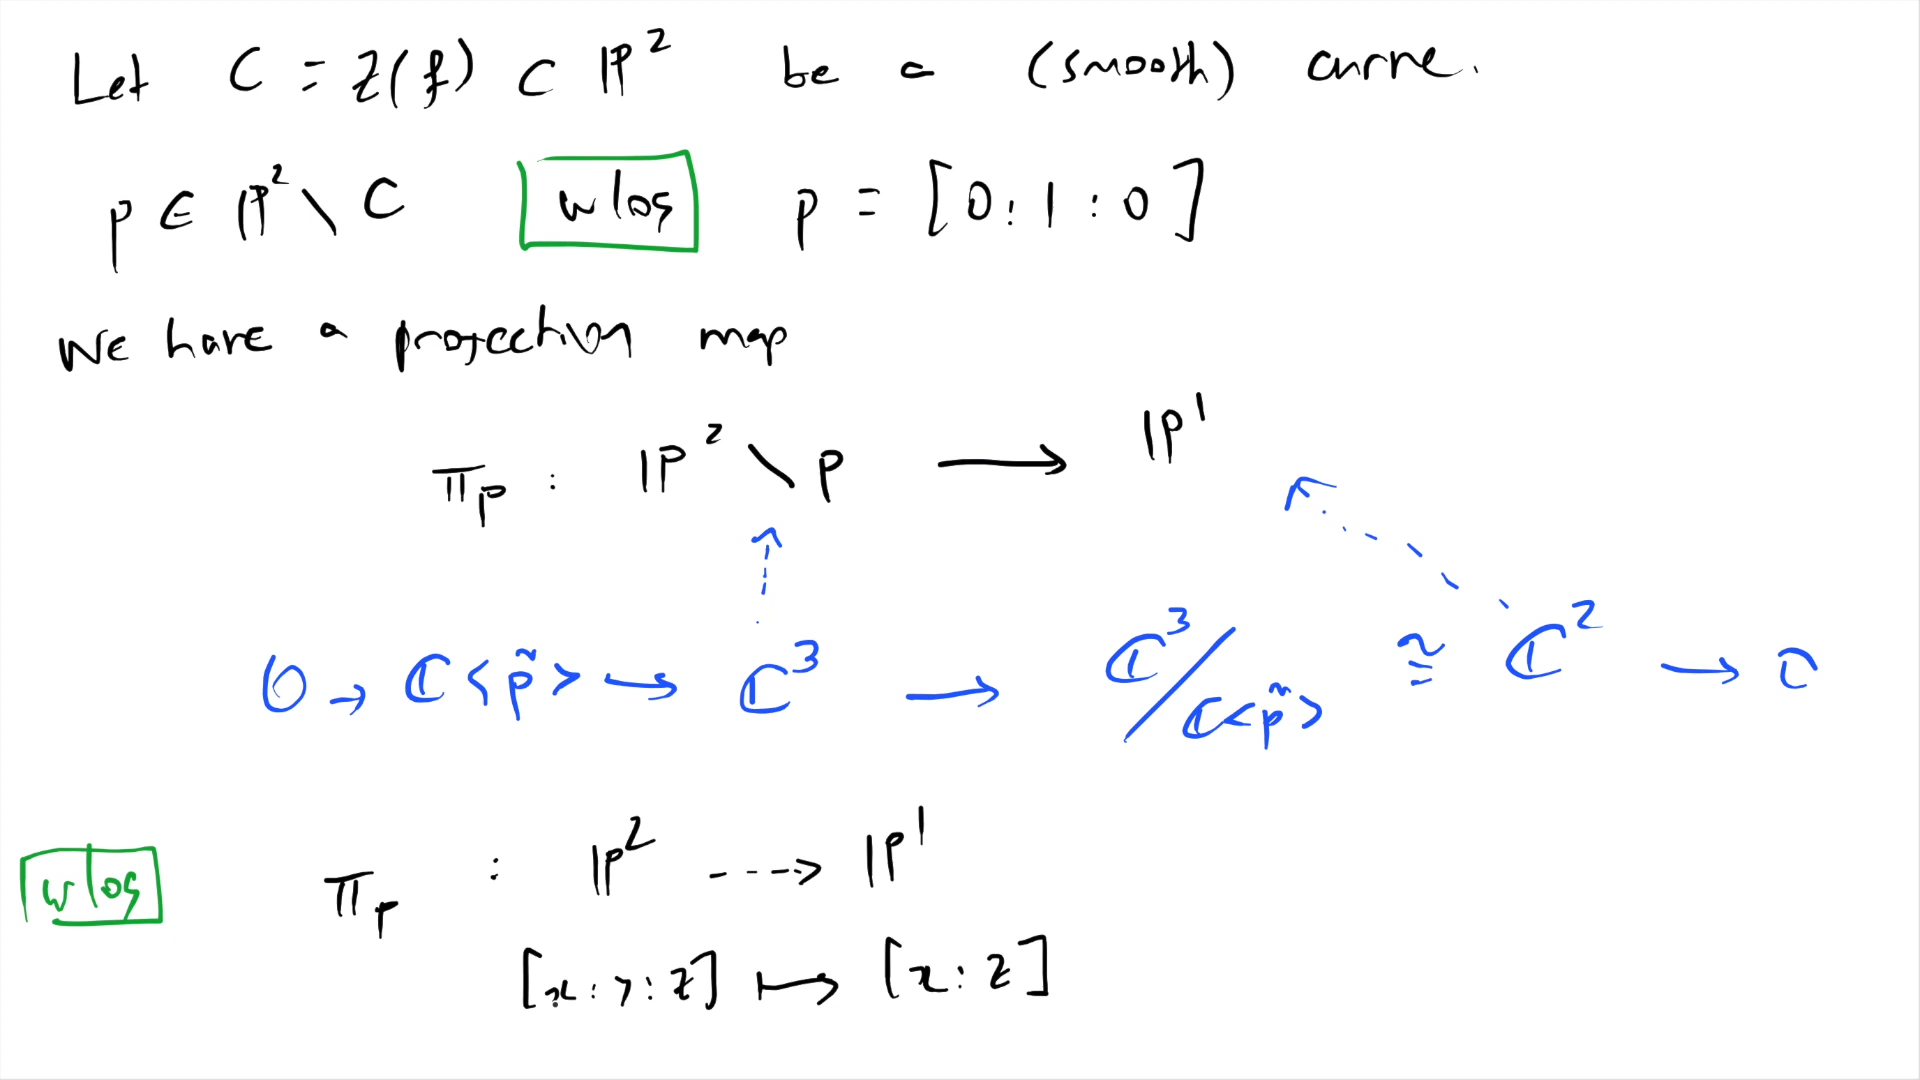 Let C = Z(f) ⊂ ℙ² be a (smooth) curve.
p ∈ ℙ² \ C wlog p = [0:1:0]
We have a projection map
π_p : ℙ² \ p ⟶ ℙ¹
0 → ℂ<p̃> → ℂ³ ⟶ ℂ³/ℂ<p̃> ≅ ℂ² → 0
wlog π_p : ℙ² ⇢ ℙ¹
[x:y:z] ↦ [x:z]